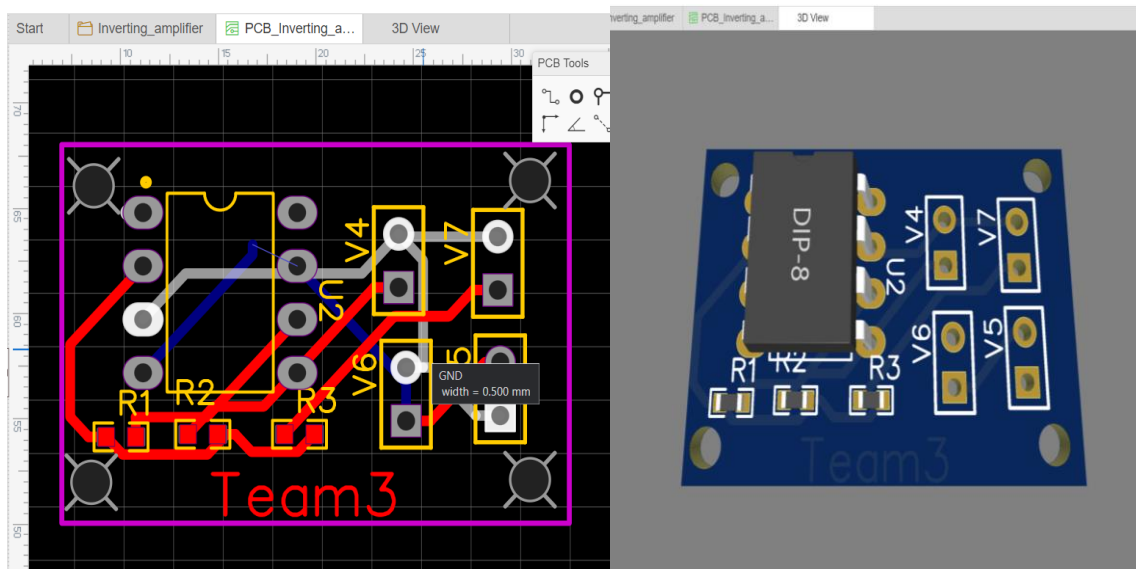 Start
Inverting_amplifier
PCB_Inverting_a...
3D View
10
15
20
25
30
PCB Tools
70
65
60
55
50
V4
V7
U2
V6
5
R1
R2
R3
GND
width = 0.500 mm
Team3
nverting_amplifier
PCB_Inverting_a...
3D View
DIP-8
V4
V7
U2
V6
V5
R1
R2
R3
Team3